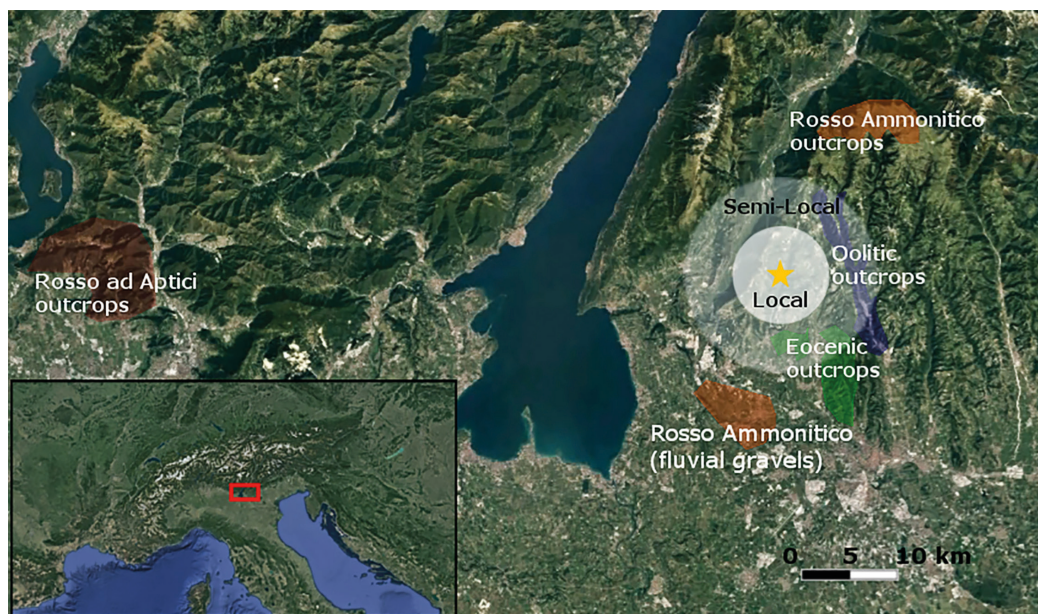 Rosso Ammonitico
outcrops
Semi-Local
Oolitic
outcrops
Local
Rosso ad Aptici
outcrops
Eocenic
outcrops
Rosso Ammonitico
(fluvial gravels)
0 5 10 km